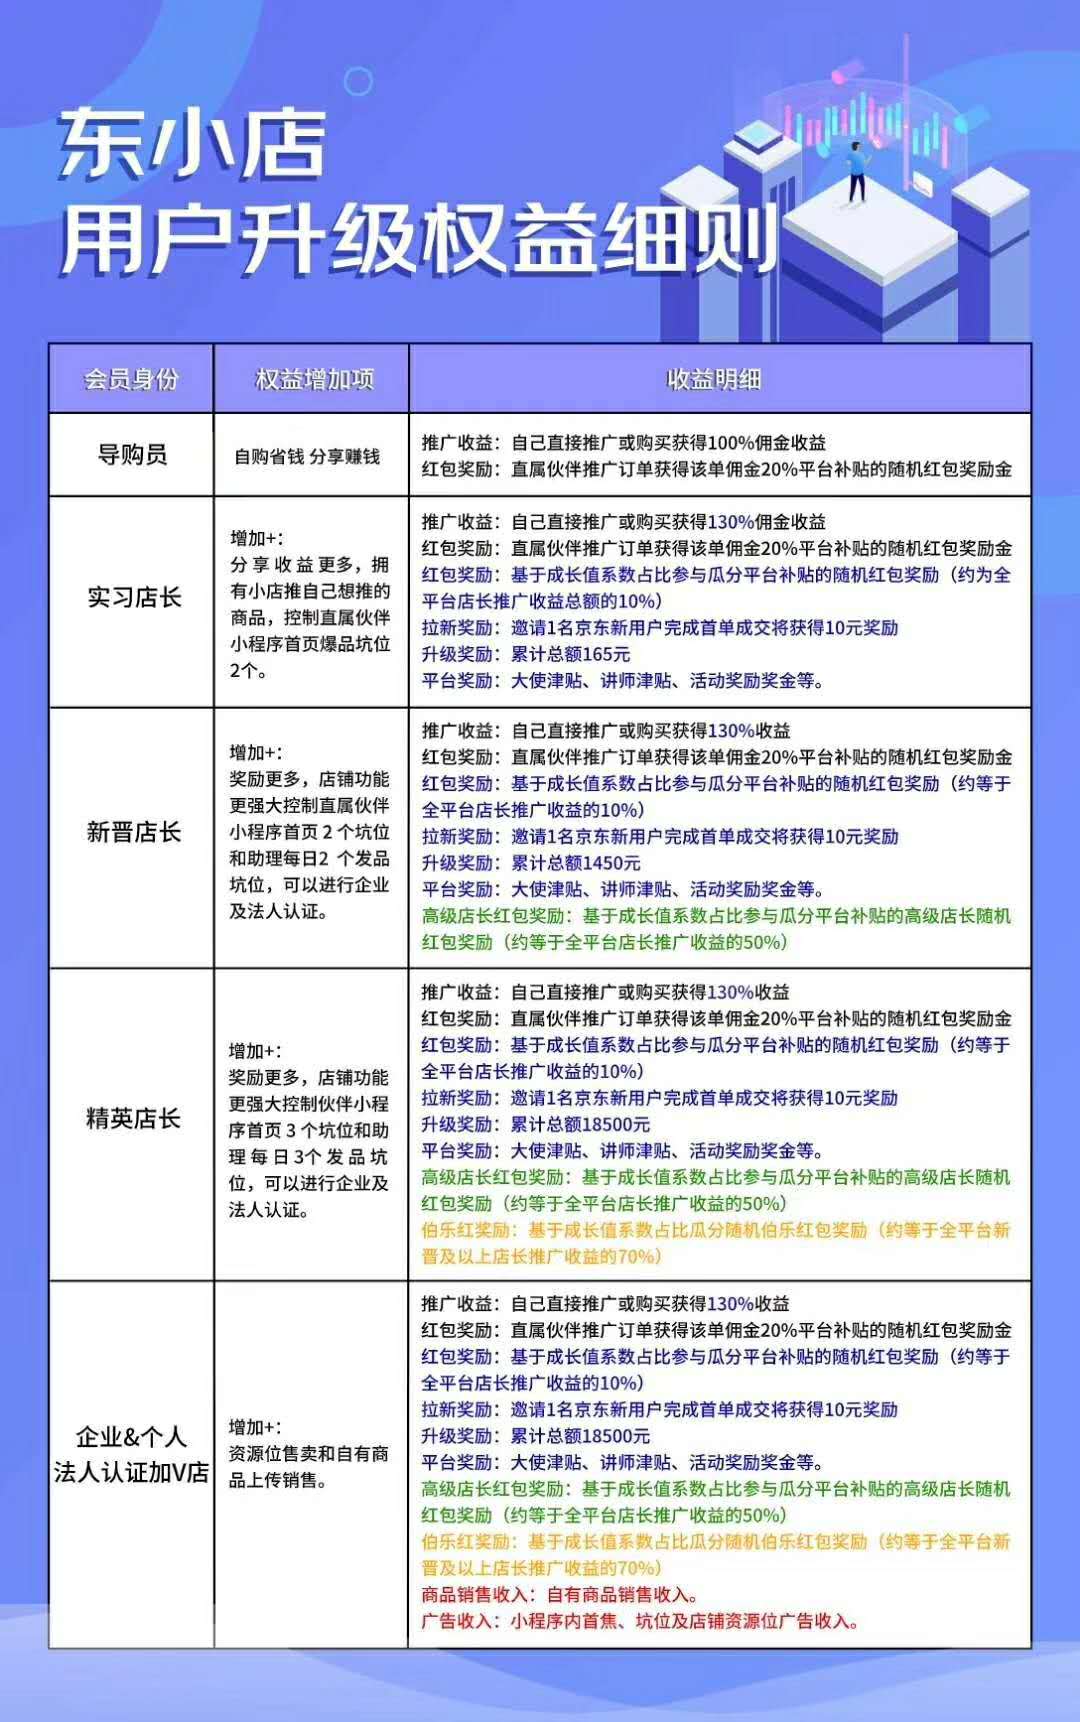 东小店
用户升级权益细则
会员身份
权益增加项
收益明细
导购员
自购省钱 分享赚钱
推广收益：自己直接推广或购买获得100%佣金收益
红包奖励：直属伙伴推广订单获得该单佣金20%平台补贴的随机红包奖励金
实习店长
增加+：
分享收益更多，拥
有小店推自己想推的
商品，控制直属伙伴
小程序首页爆品坑位
2个。
推广收益：自己直接推广或购买获得130%佣金收益
红包奖励：直属伙伴推广订单获得该单佣金20%平台补贴的随机红包奖励金
红包奖励：基于成长值系数占比参与瓜分平台补贴的随机红包奖励（约为全
平台店长推广收益总额的10%）
拉新奖励：邀请1名京东新用户完成首单成交将获得10元奖励
升级奖励：累计总额165元
平台奖励：大使津贴、讲师津贴、活动奖励奖金等。
新晋店长
增加+：
奖励更多，店铺功能
更强大控制直属伙伴
小程序首页 2 个坑位
和助理每日2 个发品
坑位，可以进行企业
及法人认证。
推广收益：自己直接推广或购买获得130%收益
红包奖励：直属伙伴推广订单获得该单佣金20%平台补贴的随机红包奖励金
红包奖励：基于成长值系数占比参与瓜分平台补贴的随机红包奖励（约等于
全平台店长推广收益的10%）
拉新奖励：邀请1名京东新用户完成首单成交将获得10元奖励
升级奖励：累计总额1450元
平台奖励：大使津贴、讲师津贴、活动奖励奖金等。
高级店长红包奖励：基于成长值系数占比参与瓜分平台补贴的高级店长随机
红包奖励（约等于全平台店长推广收益的50%）
精英店长
增加+：
奖励更多，店铺功能
更强大控制伙伴小程
序首页 3 个坑位和助
理每日3个发品坑
位，可以进行企业及
法人认证。
推广收益：自己直接推广或购买获得130%收益
红包奖励：直属伙伴推广订单获得该单佣金20%平台补贴的随机红包奖励金
红包奖励：基于成长值系数占比参与瓜分平台补贴的随机红包奖励（约等于
全平台店长推广收益的10%）
拉新奖励：邀请1名京东新用户完成首单成交将获得10元奖励
升级奖励：累计总额18500元
平台奖励：大使津贴、讲师津贴、活动奖励奖金等。
高级店长红包奖励：基于成长值系数占比参与瓜分平台补贴的高级店长随机
红包奖励（约等于全平台店长推广收益的50%）
伯乐红奖励：基于成长值系数占比瓜分随机伯乐红包奖励（约等于全平台新
晋及以上店长推广收益的70%）
企业&个人
法人认证加V店
增加+：
资源位售卖和自有商
品上传销售。
推广收益：自己直接推广或购买获得130%收益
红包奖励：直属伙伴推广订单获得该单佣金20%平台补贴的随机红包奖励金
红包奖励：基于成长值系数占比参与瓜分平台补贴的随机红包奖励（约等于
全平台店长推广收益的10%）
拉新奖励：邀请1名京东新用户完成首单成交将获得10元奖励
升级奖励：累计总额18500元
平台奖励：大使津贴、讲师津贴、活动奖励奖金等。
高级店长红包奖励：基于成长值系数占比参与瓜分平台补贴的高级店长随机
红包奖励（约等于全平台店长推广收益的50%）
伯乐红奖励：基于成长值系数占比瓜分随机伯乐红包奖励（约等于全平台新
晋及以上店长推广收益的70%）
商品销售收入：自有商品销售收入。
广告收入：小程序内首焦、坑位及店铺资源位广告收入。